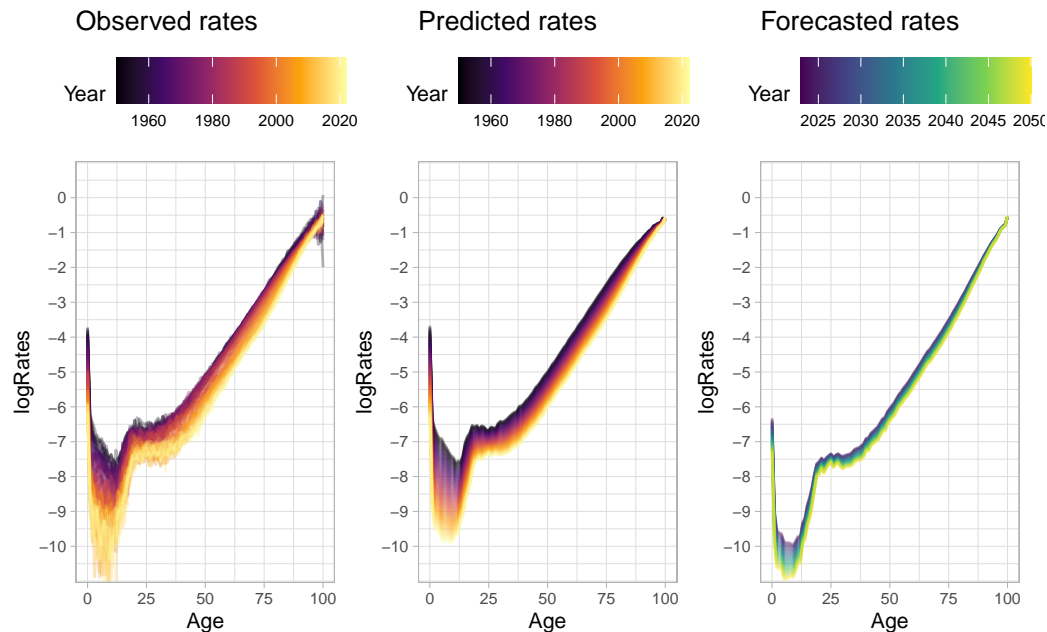 Observed rates
Year
1960 1980 2000 2020
logRates
0
−1
−2
−3
−4
−5
−6
−7
−8
−9
−10
0 25 50 75 100
Age
Predicted rates
Year
1960 1980 2000 2020
logRates
0
−1
−2
−3
−4
−5
−6
−7
−8
−9
−10
0 25 50 75 100
Age
Forecasted rates
Year
2025 2030 2035 2040 2045 2050
logRates
0
−1
−2
−3
−4
−5
−6
−7
−8
−9
−10
0 25 50 75 100
Age